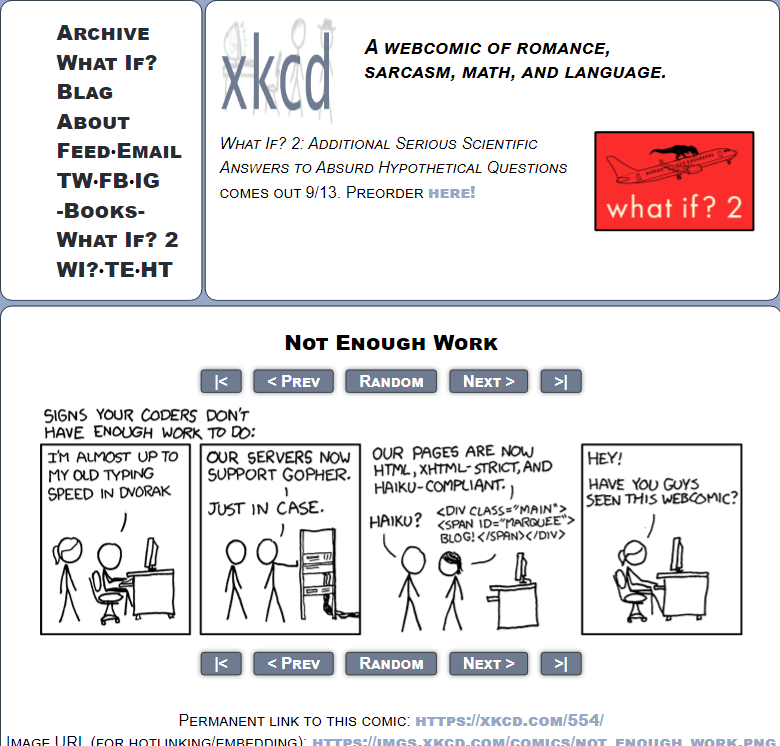 Archive
What If?
Blag
About
Feed·Email
TW·FB·IG
-Books-
What If? 2
WI?·TE·HT
xkcd
A webcomic of romance,
sarcasm, math, and language.
What If? 2: Additional Serious Scientific
Answers to Absurd Hypothetical Questions
comes out 9/13. Preorder here!
what if? 2
Not Enough Work
|<
< Prev
Random
Next >
>|
SIGNS YOUR CODERS DON'T
HAVE ENOUGH WORK TO DO:
I'M ALMOST UP TO
MY OLD TYPING
SPEED IN DVORAK
OUR SERVERS NOW
SUPPORT GOPHER.
JUST IN CASE.
OUR PAGES ARE NOW
HTML, XHTML-STRICT, AND
HAIKU-COMPLIANT.
HAIKU?
<DIV CLASS="MAIN">
<SPAN ID="MARQUEE">
BLOG!</SPAN></DIV>
HEY!
HAVE YOU GUYS
SEEN THIS WEBCOMIC?
|<
< Prev
Random
Next >
>|
Permanent link to this comic: https://xkcd.com/554/
Image URL (for hotlinking/embedding): https://imgs.xkcd.com/comics/not_enough_work.png